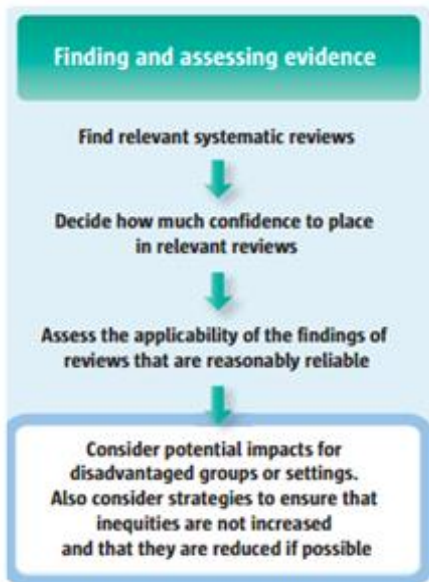 Finding and assessing evidence
Find relevant systematic reviews
Decide how much confidence to place
in relevant reviews
Assess the applicability of the findings of
reviews that are reasonably reliable
Consider potential impacts for
disadvantaged groups or settings.
Also consider strategies to ensure that
inequities are not increased
and that they are reduced if possible